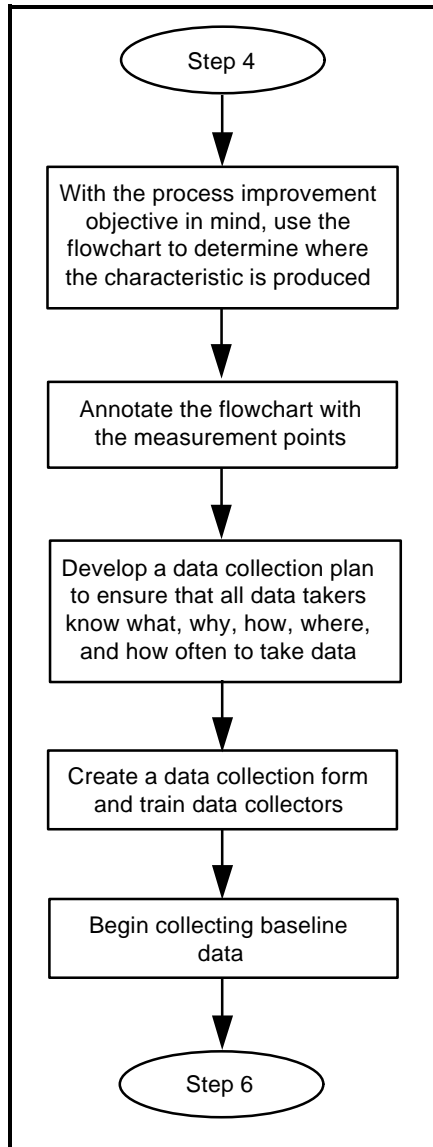 Step 4
With the process improvement
objective in mind, use the
flowchart to determine where
the characteristic is produced
Annotate the flowchart with
the measurement points
Develop a data collection plan
to ensure that all data takers
know what, why, how, where,
and how often to take data
Create a data collection form
and train data collectors
Begin collecting baseline
data
Step 6